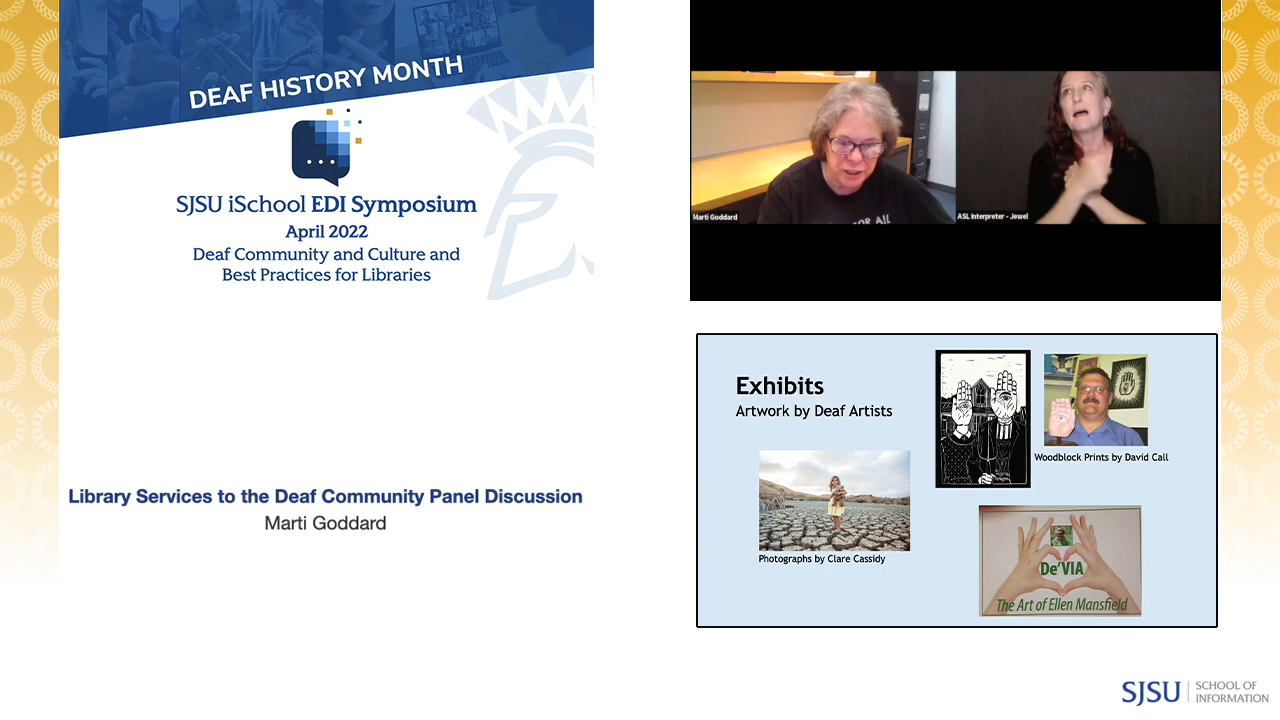 DEAF HISTORY MONTH
SJSU iSchool EDI Symposium
April 2022
Deaf Community and Culture and
Best Practices for Libraries
Library Services to the Deaf Community Panel Discussion
Marti Goddard
Marti Goddard
FOR All
ASL Interpreter - Jewel
Exhibits
Artwork by Deaf Artists
Woodblock Prints by David Call
Photographs by Clare Cassidy
De'VIA
The Art of Ellen Mansfield
SJSU
SCHOOL OF
INFORMATION